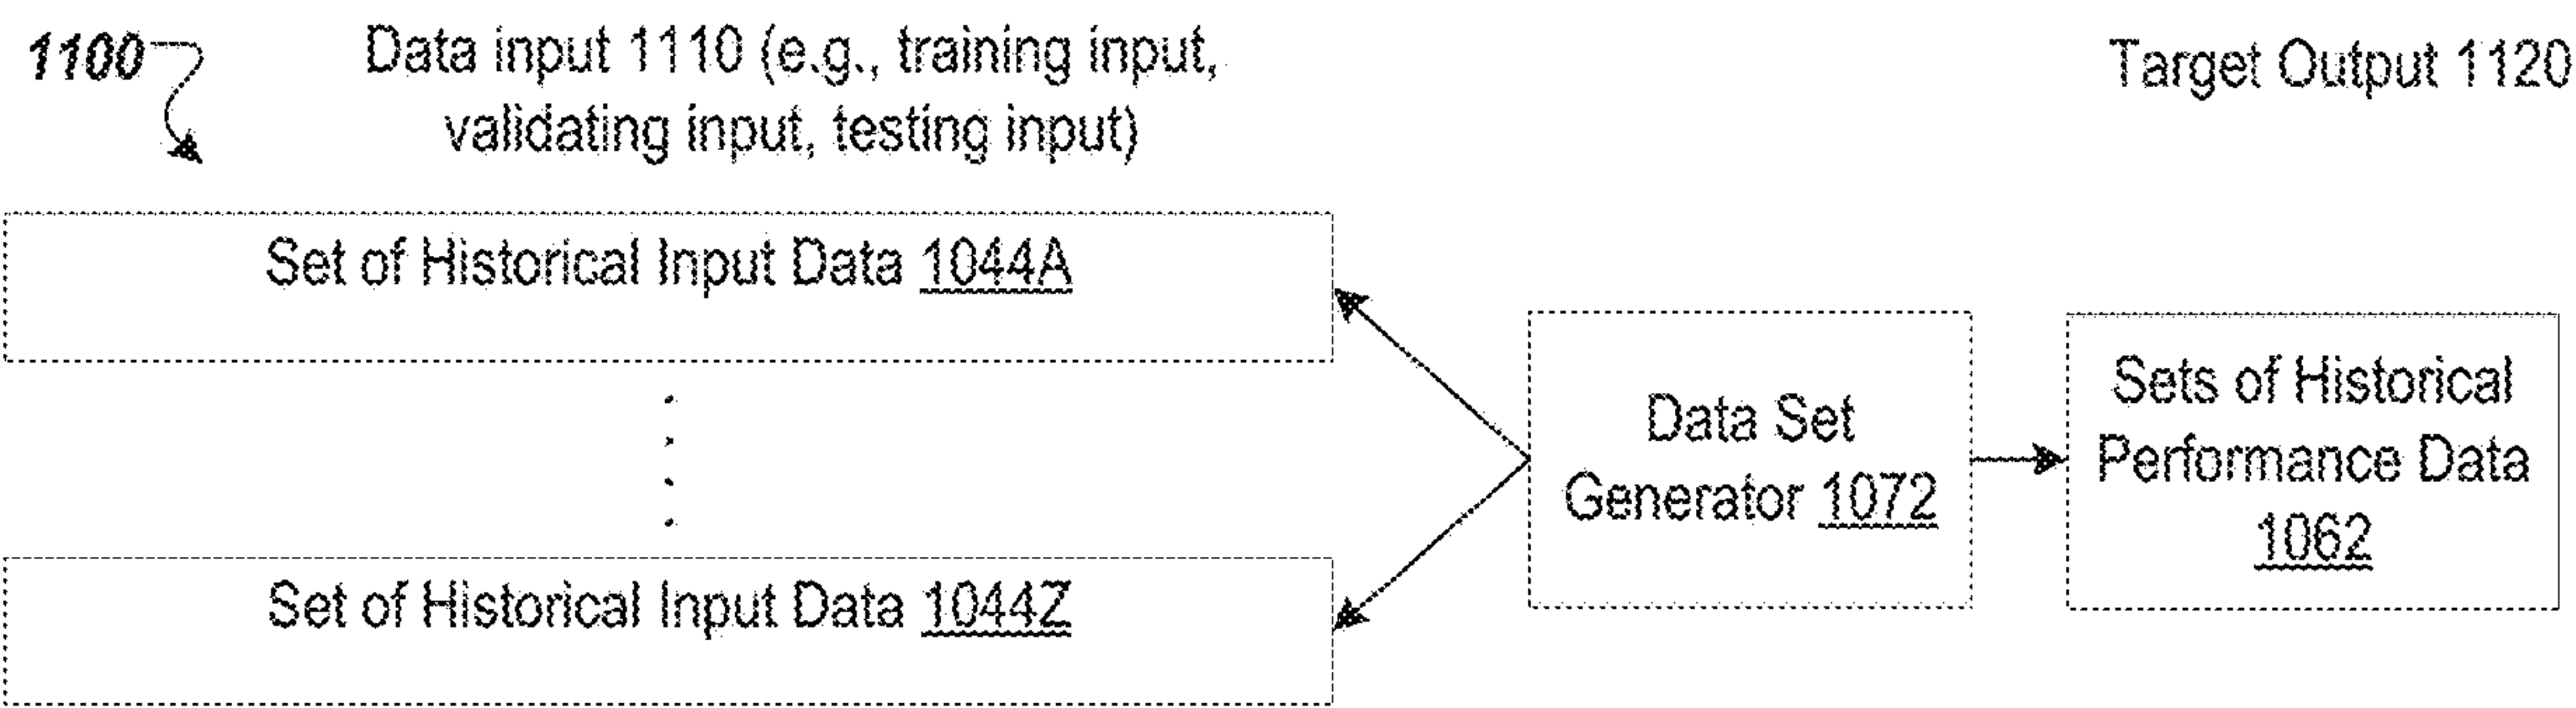 1100
Data input 1110 (e.g., training input,
validating input, testing input)
Target Output 1120
Set of Historical Input Data 1044A
Set of Historical Input Data 1044Z
Data Set
Generator 1072
Sets of Historical
Performance Data
1062